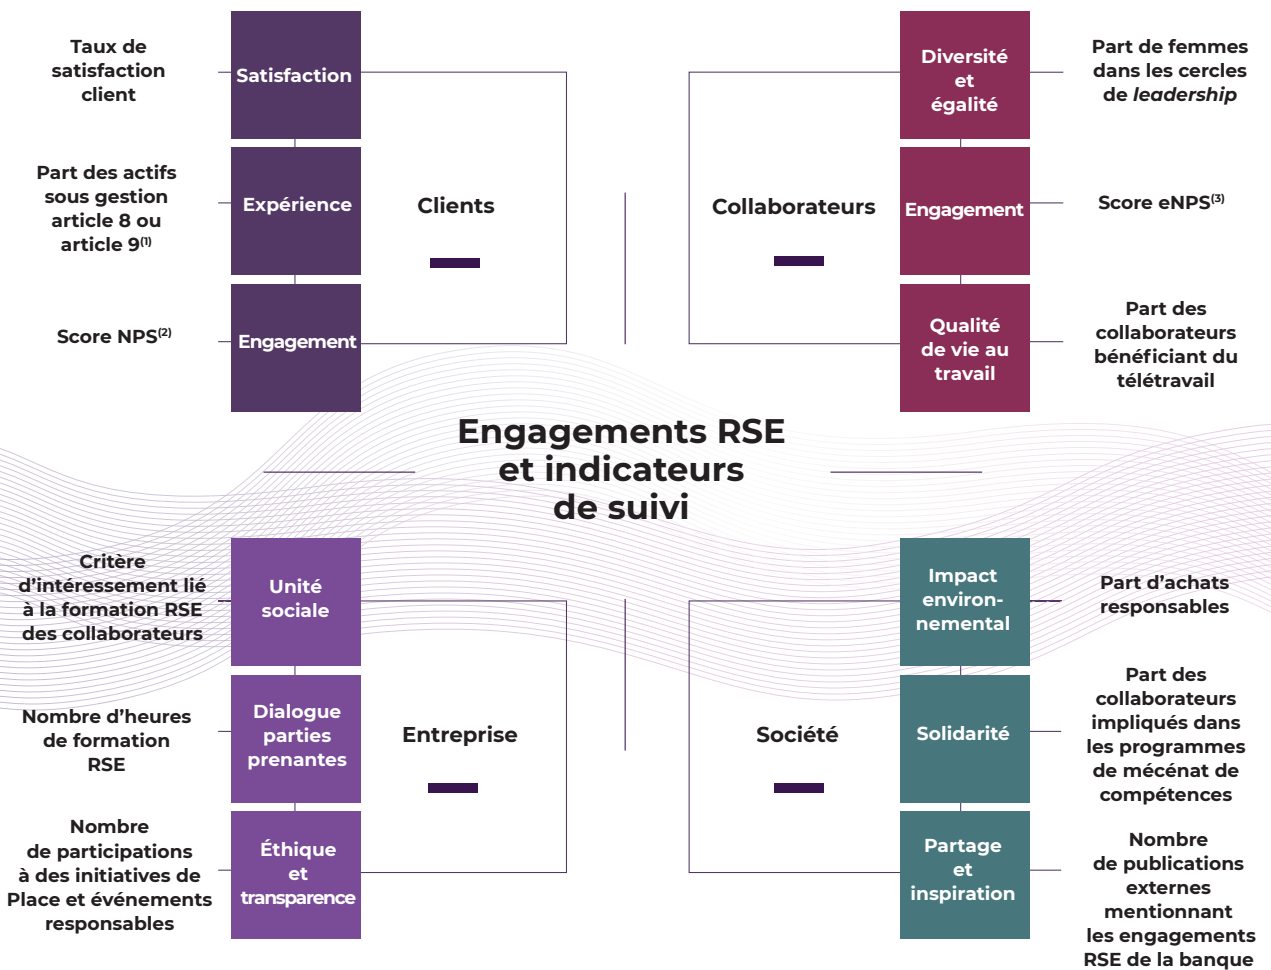 Taux de
satisfaction
client
Satisfaction
Part des actifs
sous gestion
article 8 ou
article 9(1)
Expérience
Score NPS(2)
Engagement
Clients
Collaborateurs
Diversité
et
égalité
Part de femmes
dans les cercles
de leadership
Engagement
Score eNPS(3)
Qualité
de vie au
travail
Part des
collaborateurs
bénéficiant du
télétravail
Engagements RSE
et indicateurs
de suivi
Critère
d’intéressement lié
à la formation RSE
des collaborateurs
Unité
sociale
Nombre d’heures
de formation
RSE
Dialogue
parties
prenantes
Nombre
de participations
à des initiatives de
Place et événements
responsables
Éthique
et
transparence
Entreprise
Société
Impact
environ-
nemental
Part d’achats
responsables
Solidarité
Part des
collaborateurs
impliqués dans
les programmes
de mécénat de
compétences
Partage
et
inspiration
Nombre
de publications
externes
mentionnant
les engagements
RSE de la banque